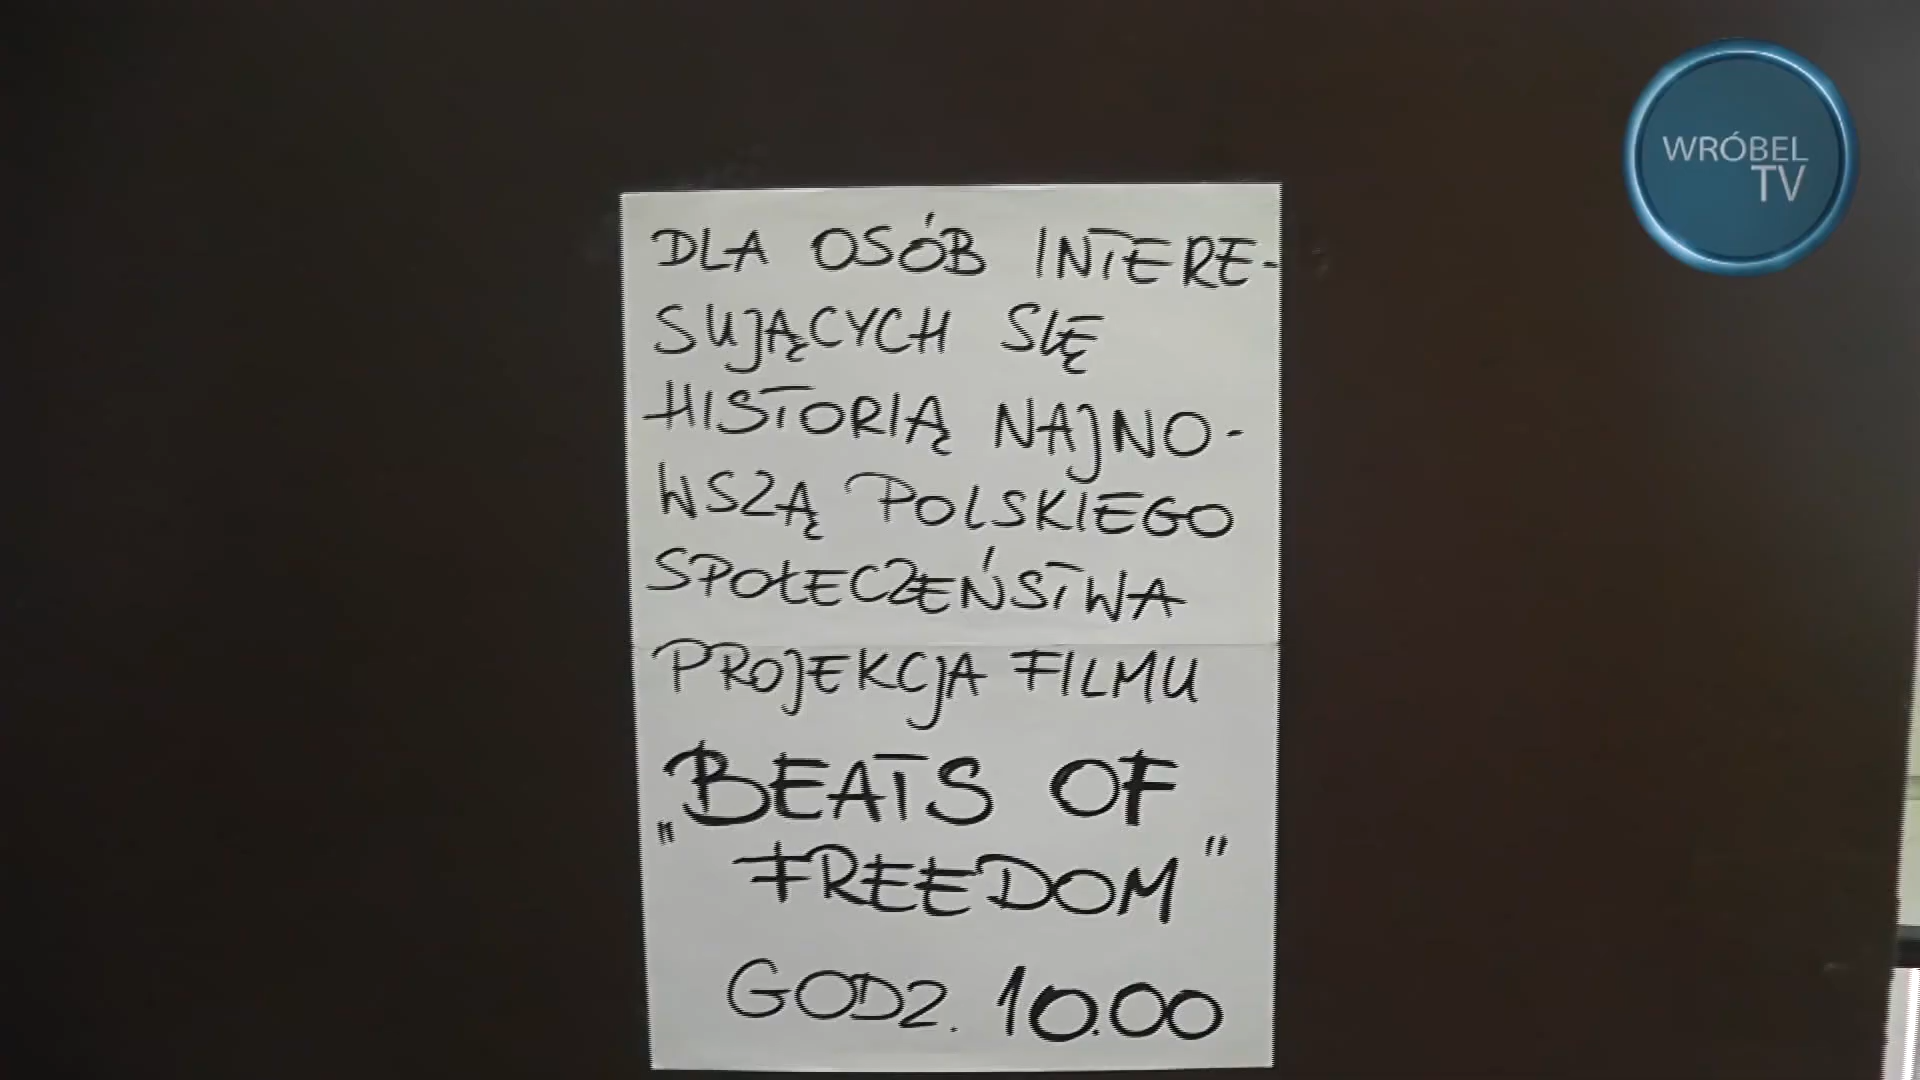 WRÓBEL
TV
DLA OSÓB INTERE-
SUJĄCYCH SIĘ
HISTORIĄ NAJNO-
WSZĄ POLSKIEGO
SPOŁECZEŃSTWA
PROJEKCJA FILMU
„BEATS OF
FREEDOM"
GODZ. 10.00